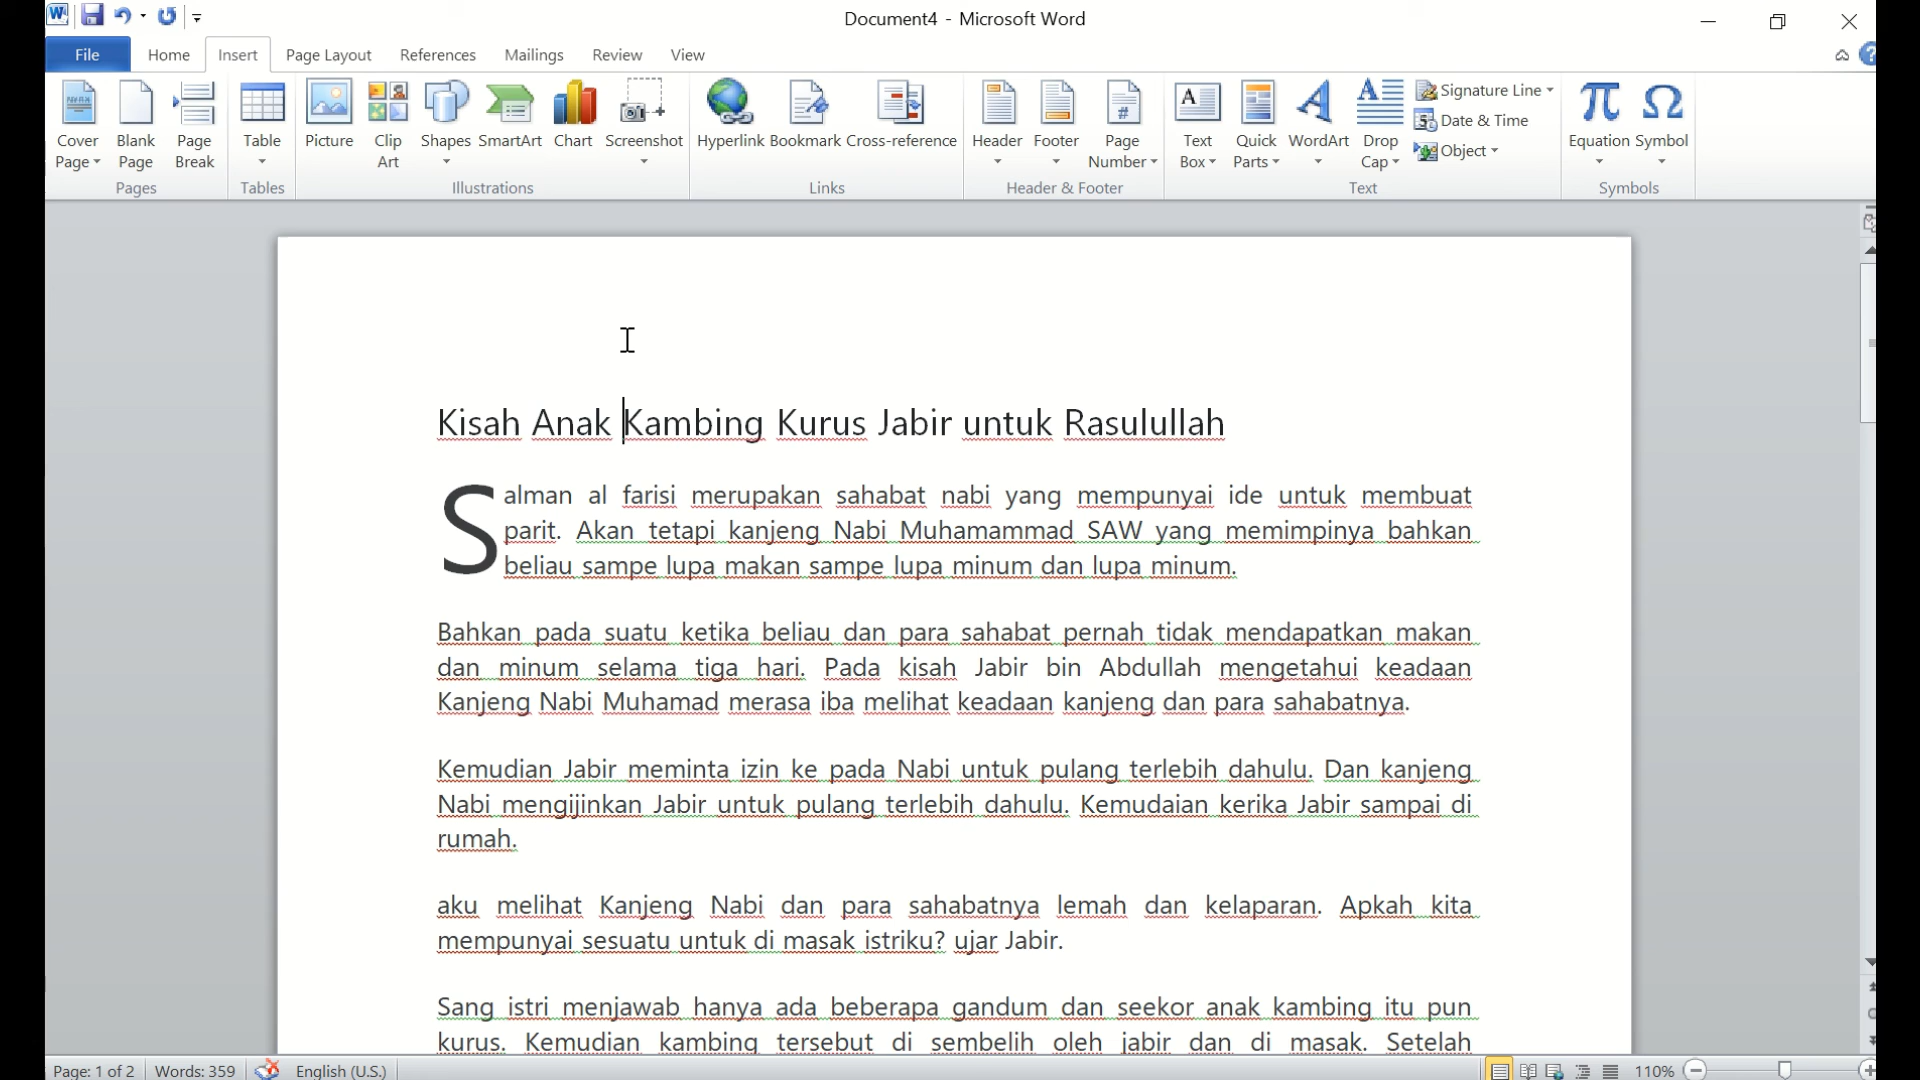 Document4 - Microsoft Word
File Home Insert Page Layout References Mailings Review View
Cover Page
Blank Page
Page Break
Pages
Table
Tables
Picture
Clip Art
Shapes
SmartArt
Chart
Screenshot
Illustrations
Hyperlink
Bookmark
Cross-reference
Links
Header
Footer
Page Number
Header & Footer
Text Box
Quick Parts
WordArt
Drop Cap
Signature Line
Date & Time
Object
Text
Equation
Symbol
Symbols
Kisah Anak Kambing Kurus Jabir untuk Rasulullah
Salman al farisi merupakan sahabat nabi yang mempunyai ide untuk membuat
parit. Akan tetapi kanjeng Nabi Muhamammad SAW yang memimpinya bahkan
beliau sampe lupa makan sampe lupa minum dan lupa minum.
Bahkan pada suatu ketika beliau dan para sahabat pernah tidak mendapatkan makan
dan minum selama tiga hari. Pada kisah Jabir bin Abdullah mengetahui keadaan
Kanjeng Nabi Muhamad merasa iba melihat keadaan kanjeng dan para sahabatnya.
Kemudian Jabir meminta izin ke pada Nabi untuk pulang terlebih dahulu. Dan kanjeng
Nabi mengijinkan Jabir untuk pulang terlebih dahulu. Kemudaian kerika Jabir sampai di
rumah.
aku melihat Kanjeng Nabi dan para sahabatnya lemah dan kelaparan. Apkah kita
mempunyai sesuatu untuk di masak istriku? ujar Jabir.
Sang istri menjawab hanya ada beberapa gandum dan seekor anak kambing itu pun
kurus. Kemudian kambing tersebut di sembelih oleh jabir dan di masak. Setelah
Page: 1 of 2 Words: 359 English (U.S.) 110%